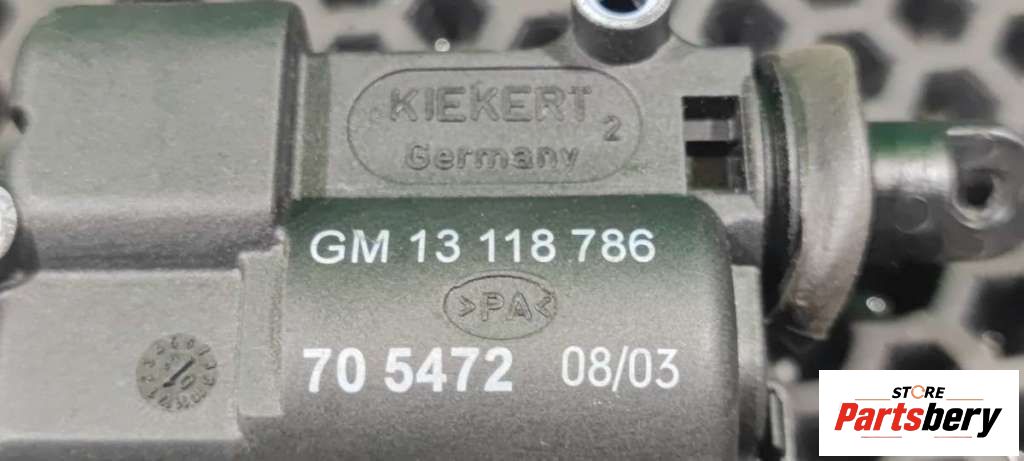 KIEKERT 2
Germany
GM 13 118 786
>PA<
70 5472 08/03
STORE
Partsbery